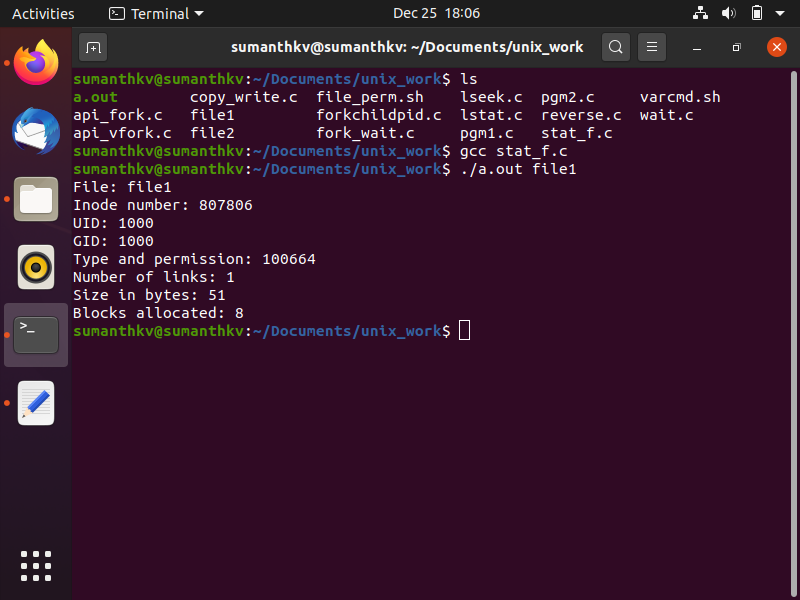 Activities Terminal Dec 25 18:06
sumanthkv@sumanthkv: ~/Documents/unix_work
sumanthkv@sumanthkv:~/Documents/unix_work$ ls
a.out copy_write.c file_perm.sh lseek.c pgm2.c varcmd.sh
api_fork.c file1 forkchildpid.c lstat.c reverse.c wait.c
api_vfork.c file2 fork_wait.c pgm1.c stat_f.c
sumanthkv@sumanthkv:~/Documents/unix_work$ gcc stat_f.c
sumanthkv@sumanthkv:~/Documents/unix_work$ ./a.out file1
File: file1
Inode number: 807806
UID: 1000
GID: 1000
Type and permission: 100664
Number of links: 1
Size in bytes: 51
Blocks allocated: 8
sumanthkv@sumanthkv:~/Documents/unix_work$